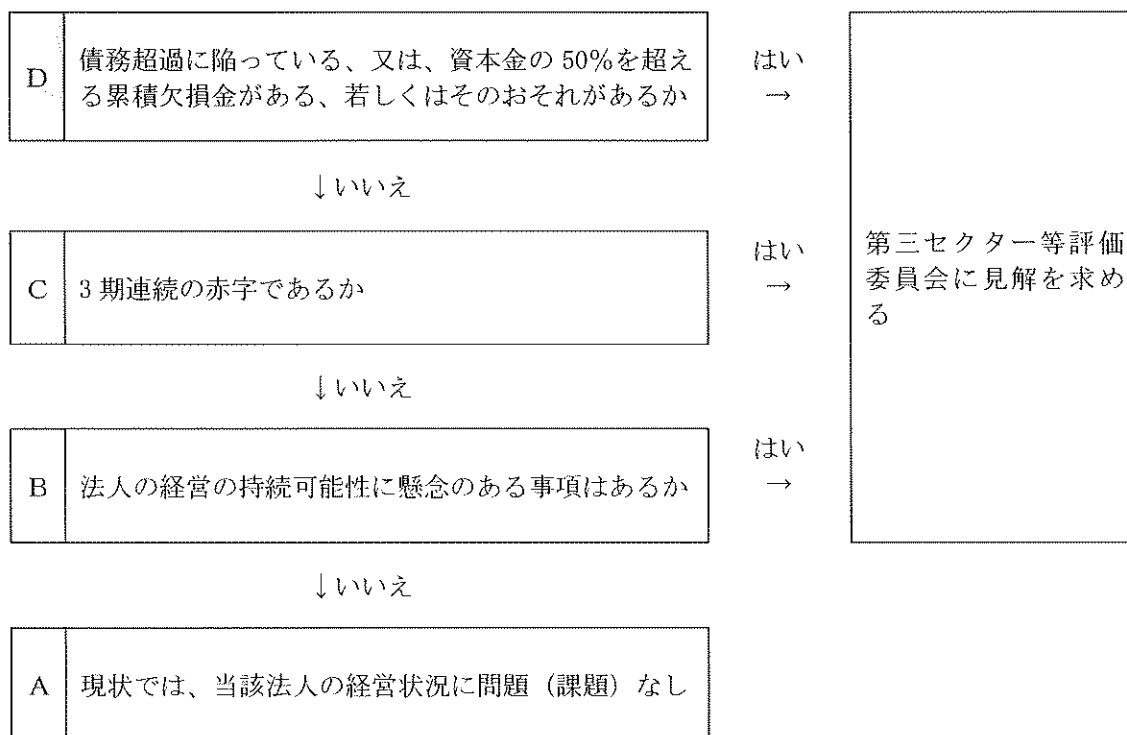 D
債務超過に陥っている、又は、資本金の 50%を超え
る累積欠損金がある、若しくはそのおそれがあるか
はい
→
↓いいえ
C
3 期連続の赤字であるか
はい
→
第三セクター等評価
委員会に見解を求め
る
↓いいえ
B
法人の経営の持続可能性に懸念のある事項はあるか
はい
→
↓いいえ
A
現状では、当該法人の経営状況に問題（課題）なし